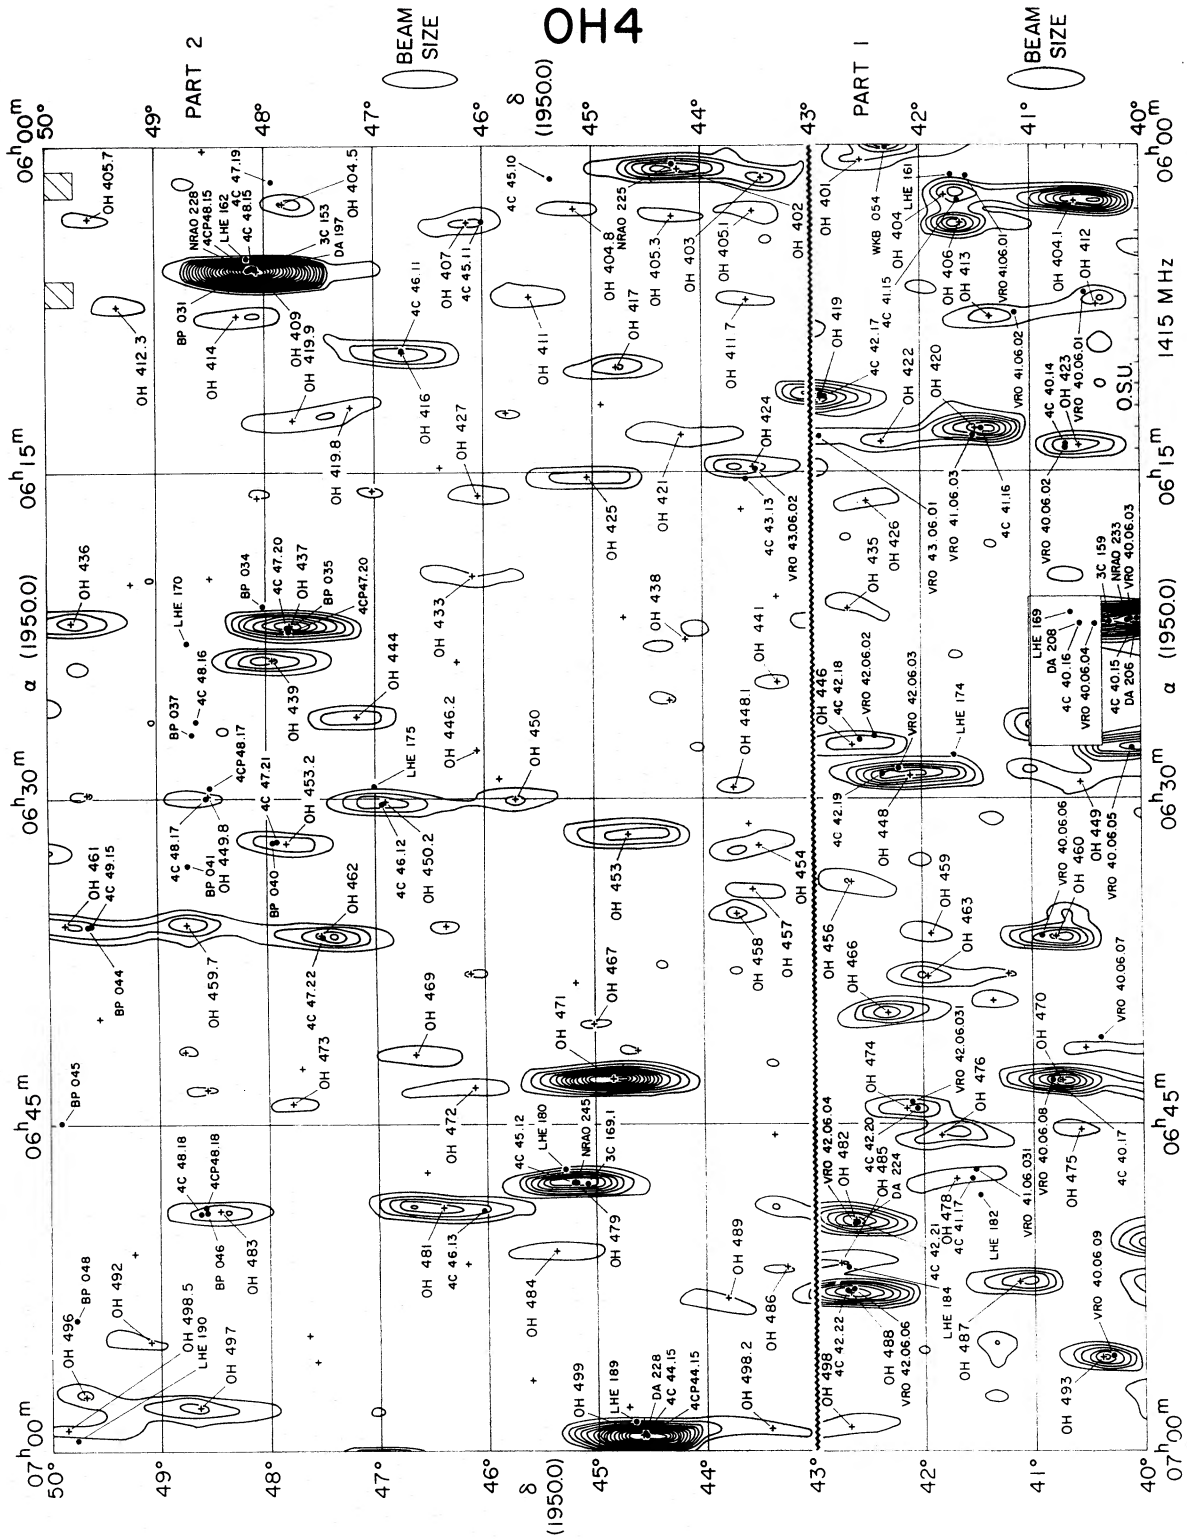 OH4
PART 2
BEAM
SIZE
δ
(1950.0)
PART 1
BEAM
SIZE
06ʰ00ᵐ
50°
49°
48°
47°
46°
45°
44°
43°
42°
41°
40°
06ʰ00ᵐ
1415 MHz
O.S.U.
06ʰ15ᵐ
06ʰ15ᵐ
α (1950.0)
α (1950.0)
06ʰ30ᵐ
06ʰ30ᵐ
06ʰ45ᵐ
06ʰ45ᵐ
07ʰ00ᵐ
50°
49°
48°
47°
46°
45°
44°
43°
42°
41°
40°
07ʰ00ᵐ
δ
(1950.0)
OH 405.7
NRAO 228
4CP48.15
LHE 162
4C 48.15
4C 47.19
OH 404.5
3C 153
DA 197
BP 031
OH 412.3
OH 414
OH 409
OH 419.9
OH 419.8
4C 46.11
OH 416
OH 407
4C 45.11
4C 45.10
OH 404.8
NRAO 225
OH 405.3
OH 403
OH 405.1
OH 402
OH 411
OH 417
OH 411.7
OH 427
OH 425
OH 421
OH 424
4C 43.13
VRO 43.06.02
OH 401
WKB 054
OH 404
LHE 161
4C 41.15
OH 406
OH 413
VRO 41.06.01
OH 404.1
OH 412
OH 419
4C 42.17
OH 422
OH 420
VRO 41.06.02
4C 40.14
OH 423
VRO 40.06.01
VRO 43.06.01
VRO 41.06.03
4C 41.16
VRO 40.06.02
OH 426
OH 435
3C 159
NRAO 233
VRO 40.06.03
LHE 169
DA 208
4C 40.16
VRO 40.06.04
4C 40.15
DA 206
OH 436
LHE 170
BP 034
4C 47.20
OH 437
BP 035
4CP47.20
BP 037
4C 48.16
OH 439
OH 444
OH 433
OH 438
OH 441
OH 446.2
OH 450
OH 448.1
OH 446
4C 42.18
VRO 42.06.02
VRO 42.06.03
LHE 174
4CP48.17
4C 47.21
OH 453.2
LHE 175
4C 48.17
BP 041
OH 449.8
BP 040
OH 462
4C 46.12
OH 450.2
OH 453
OH 454
OH 457
OH 458
4C 42.19
OH 448
OH 449
VRO 40.06.05
VRO 40.06.06
OH 460
OH 459
OH 463
OH 456
OH 466
OH 461
4C 49.15
BP 044
OH 459.7
4C 47.22
OH 473
OH 469
OH 467
OH 471
OH 470
VRO 40.06.07
BP 045
OH 472
OH 474
VRO 42.06.031
OH 476
4C 48.18
4CP48.18
BP 046
OH 483
4C 45.12
LHE 180
NRAO 245
3C 169.1
OH 479
OH 481
4C 46.13
OH 484
OH 489
OH 486
VRO 42.06.04
OH 482
4C 42.20
OH 485
DA 224
4C 42.21
OH 478
4C 41.17
LHE 182
VRO 41.06.031
VRO 40.06.08
OH 475
4C 40.17
BP 048
OH 492
OH 496
OH 498.5
LHE 190
OH 497
OH 499
LHE 189
DA 228
4C 44.15
4CP44.15
OH 498.2
OH 498
4C 42.22
OH 488
VRO 42.06.06
LHE 184
OH 487
OH 493
VRO 40.06.09